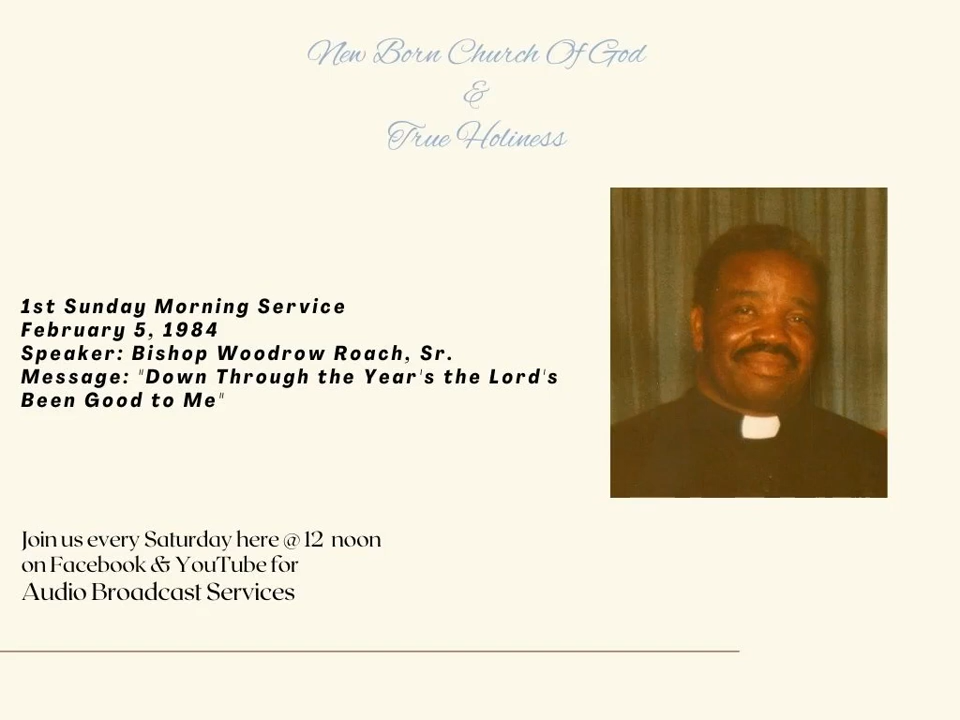 New Born Church Of God
&
True Holiness
1st Sunday Morning Service
February 5, 1984
Speaker: Bishop Woodrow Roach, Sr.
Message: "Down Through the Year's the Lord's
Been Good to Me"
Join us every Saturday here @ 12 noon
on Facebook & YouTube for
Audio Broadcast Services